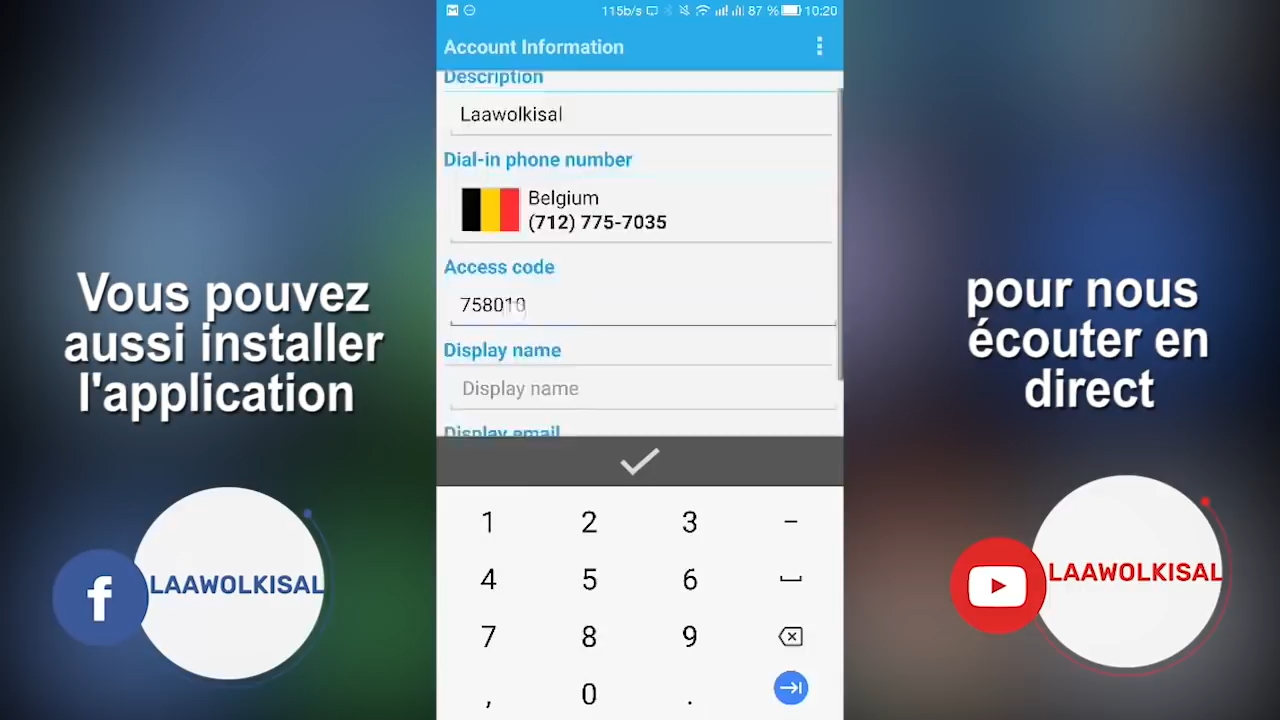 115b/s 87 % 10:20
Account Information
Description
Laawolkisal
Dial-in phone number
Belgium
(712) 775-7035
Access code
758010
Display name
Display name
Display email
1 2 3 –
4 5 6
7 8 9
, 0 .
Vous pouvez
aussi installer
l'application
f LAAWOLKISAL
pour nous
écouter en
direct
LAAWOLKISAL